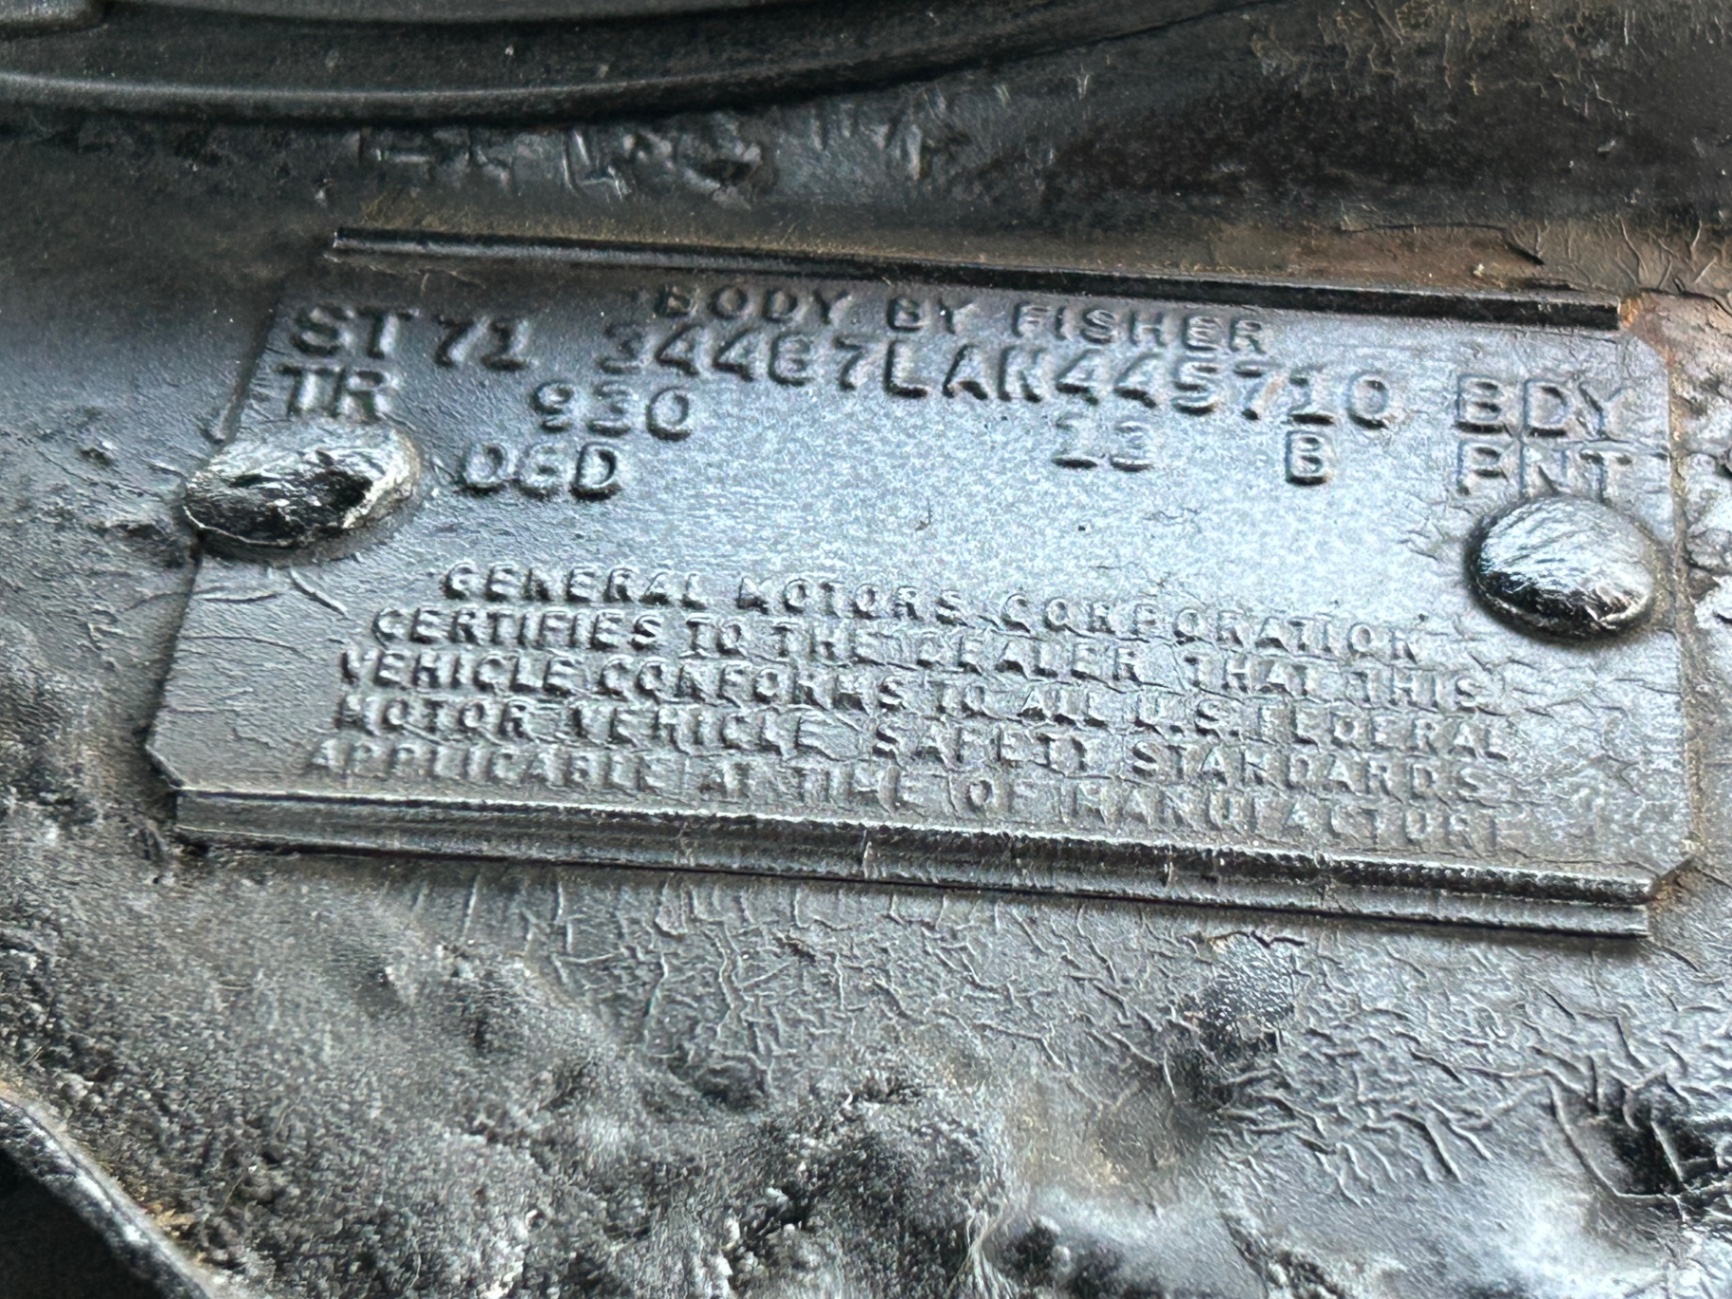 BODY BY FISHER
ST 71 34487LAN445710 BDY
TR 930 13 B PNT
06D
GENERAL MOTORS CORPORATION
CERTIFIES TO THE DEALER THAT THIS
VEHICLE CONFORMS TO ALL U.S. FEDERAL
MOTOR VEHICLE SAFETY STANDARDS
APPLICABLE AT TIME OF MANUFACTURE